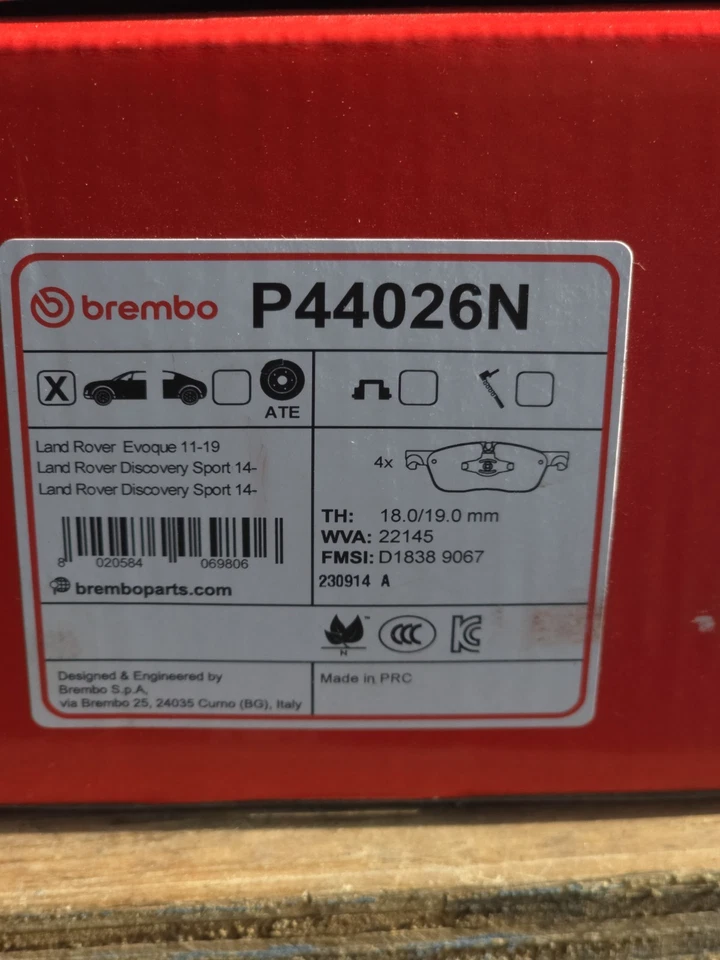 brembo P44026N
X
ATE
Land Rover Evoque 11-19
Land Rover Discovery Sport 14-
Land Rover Discovery Sport 14-
8 020584 069806
bremboparts.com
4x
TH: 18.0/19.0 mm
WVA: 22145
FMSI: D1838 9067
230914 A
N
CCC
KC
Designed & Engineered by
Brembo S.p.A,
via Brembo 25, 24035 Curno (BG), Italy
Made in PRC